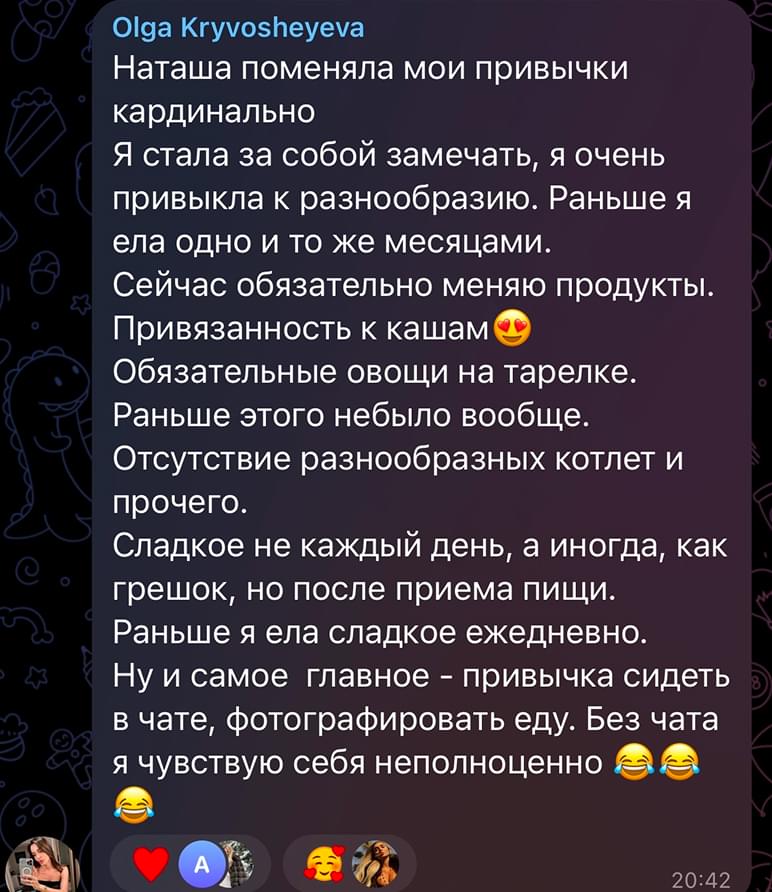 Olga Kryvosheyeva
Наташа поменяла мои привычки
кардинально
Я стала за собой замечать, я очень
привыкла к разнообразию. Раньше я
ела одно и то же месяцами.
Сейчас обязательно меняю продукты.
Привязанность к кашам😍
Обязательные овощи на тарелке.
Раньше этого небыло вообще.
Отсутствие разнообразных котлет и
прочего.
Сладкое не каждый день, а иногда, как
грешок, но после приема пищи.
Раньше я ела сладкое ежедневно.
Ну и самое  главное - привычка сидеть
в чате, фотографировать еду. Без чата
я чувствую себя неполноценно 😂😂
😂
A
20:42